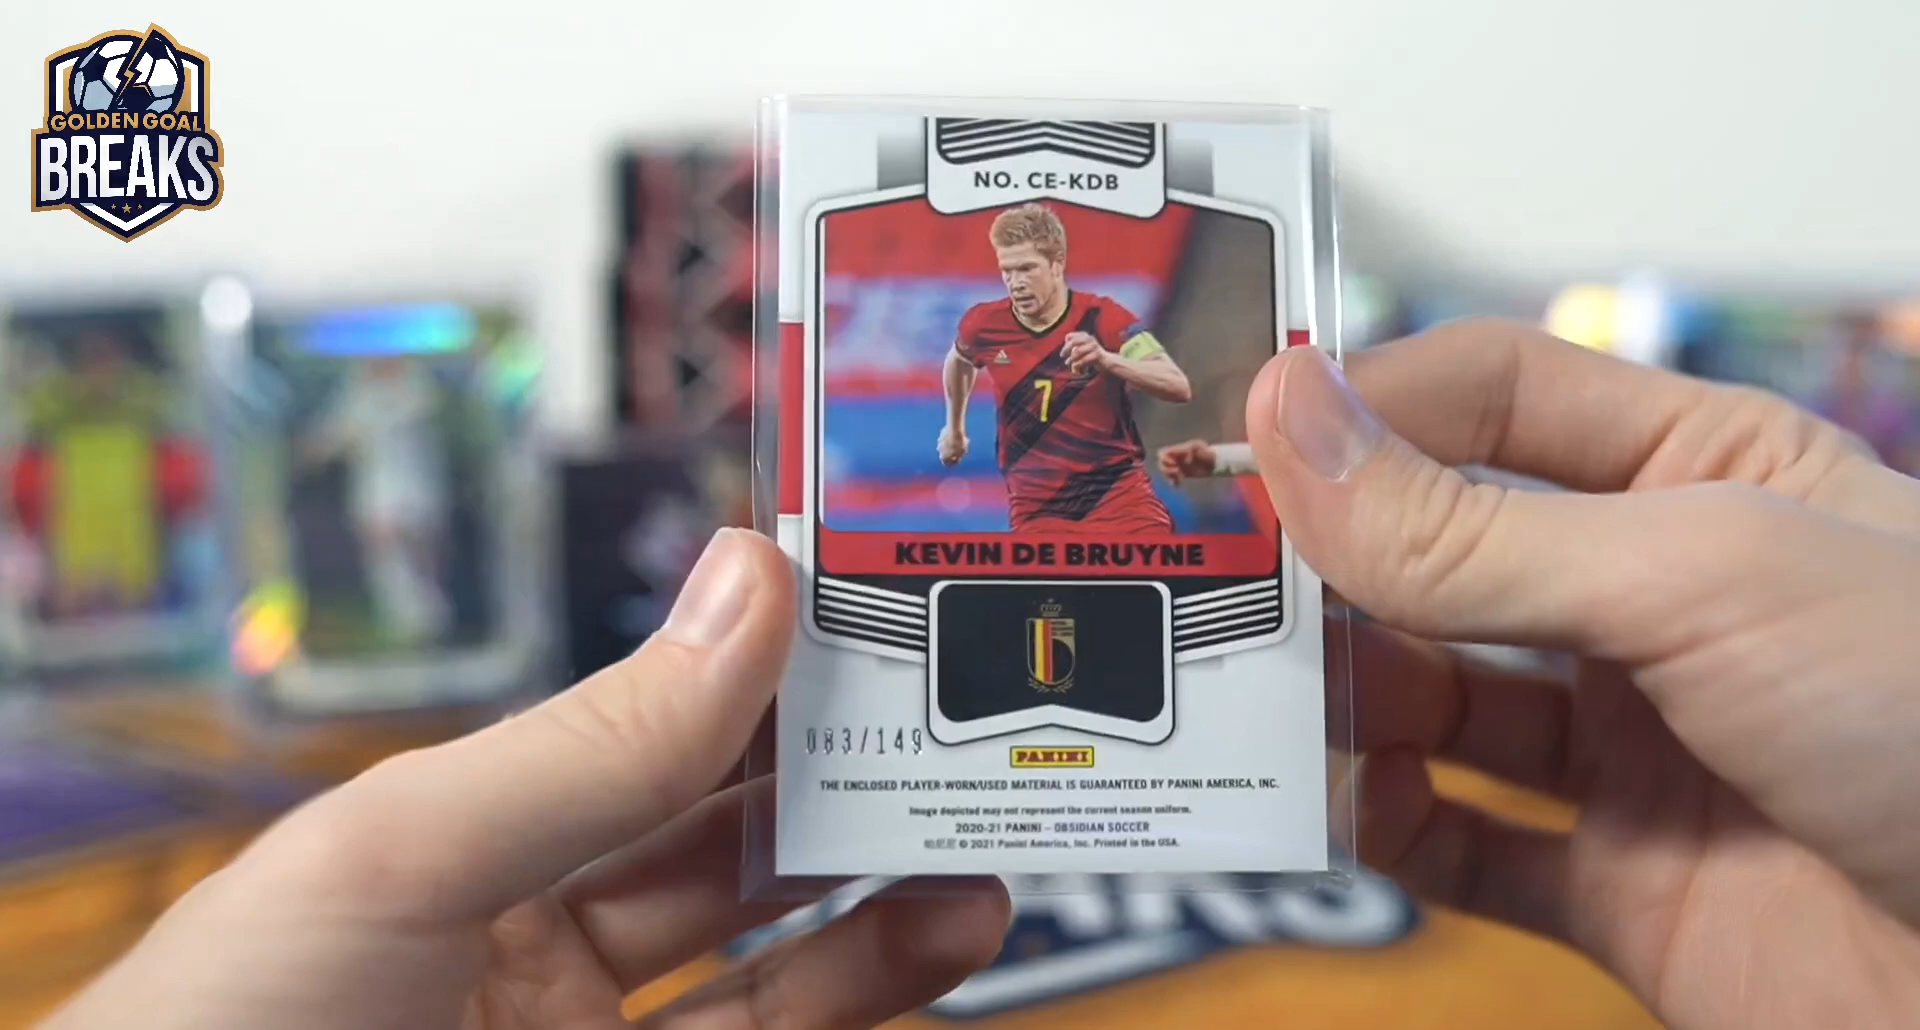 GOLDEN GOAL
BREAKS
NO. CE-KDB
7
KEVIN DE BRUYNE
083/149
PANINI
THE ENCLOSED PLAYER-WORN/USED MATERIAL IS GUARANTEED BY PANINI AMERICA, INC.
Image depicted may not represent the current season uniform.
2020-21 PANINI – OBSIDIAN SOCCER
© 2021 Panini America, Inc. Printed in the USA.